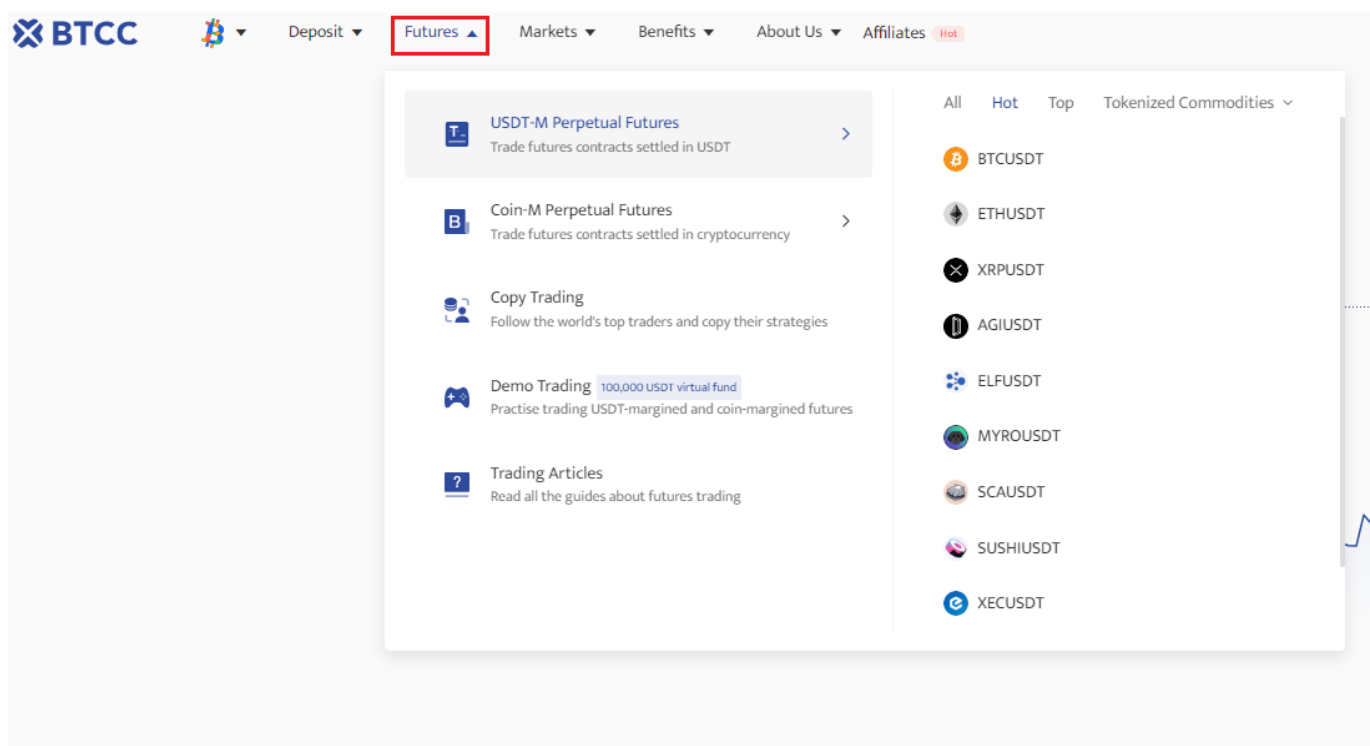 BTCC
Deposit
Futures
Markets
Benefits
About Us
Affiliates
Hot
USDT-M Perpetual Futures
Trade futures contracts settled in USDT
Coin-M Perpetual Futures
Trade futures contracts settled in cryptocurrency
Copy Trading
Follow the world's top traders and copy their strategies
Demo Trading 100,000 USDT virtual fund
Practise trading USDT-margined and coin-margined futures
Trading Articles
Read all the guides about futures trading
All Hot Top Tokenized Commodities
BTCUSDT
ETHUSDT
XRPUSDT
AGIUSDT
ELFUSDT
MYROUSDT
SCAUSDT
SUSHIUSDT
XECUSDT